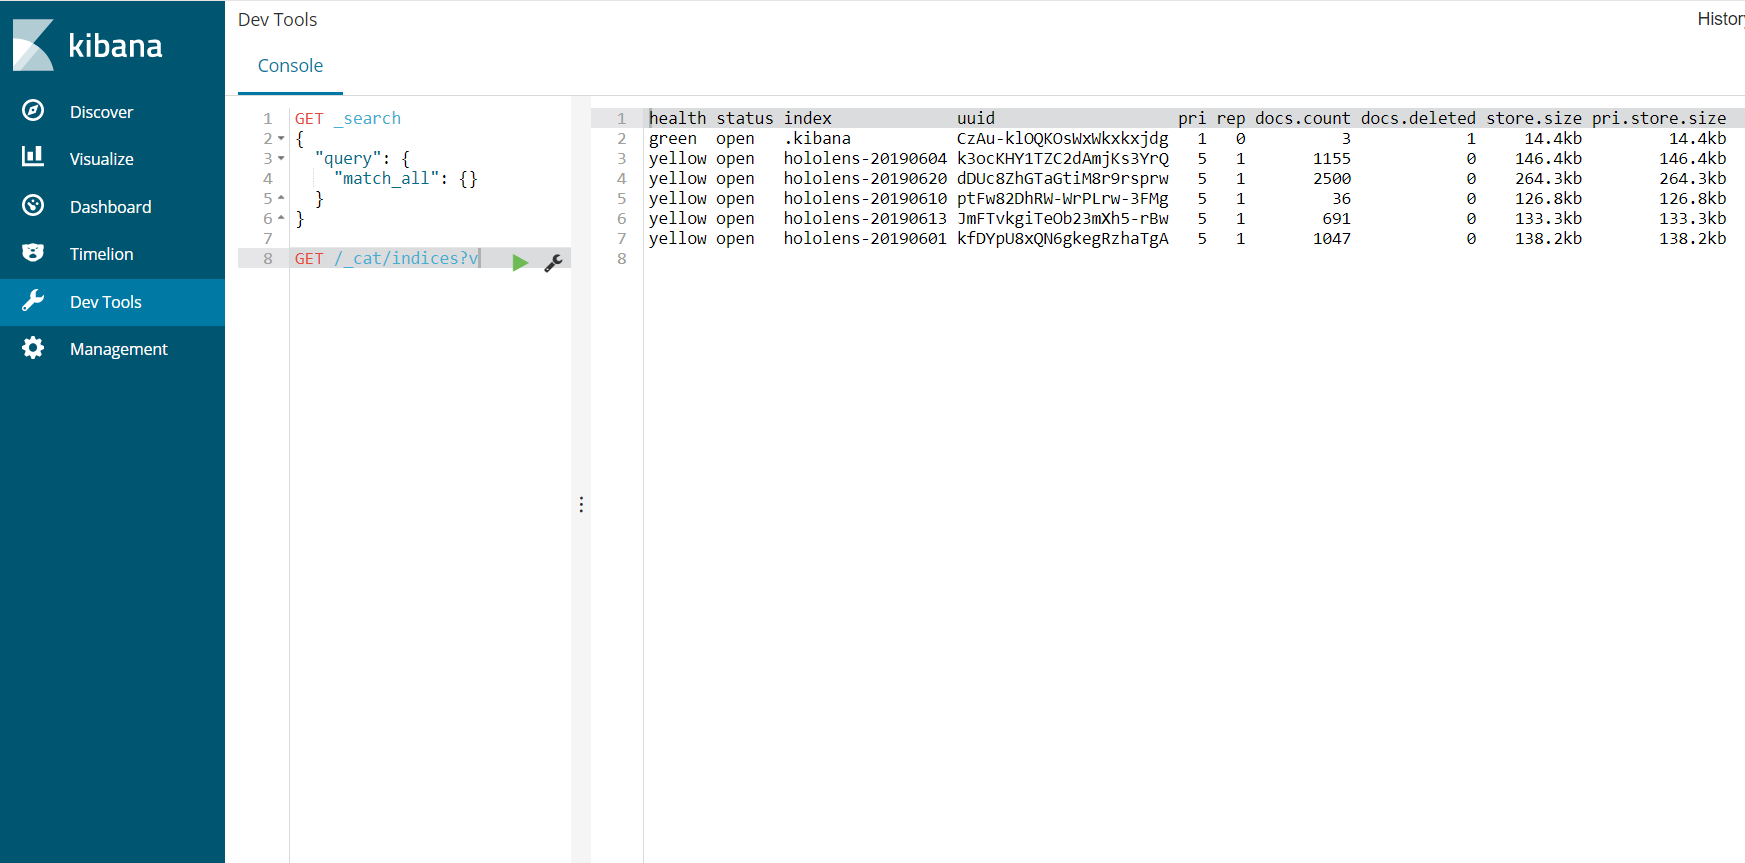 kibana
Discover
Visualize
Dashboard
Timelion
Dev Tools
Management
Dev Tools
Histor
Console
1 GET _search
2 {
3 "query": {
4 "match_all": {}
5 }
6 }
7
8 GET /_cat/indices?v
1 health status index uuid pri rep docs.count docs.deleted store.size pri.store.size
2 green open .kibana CzAu-klOQKOsWxWkxkxjdg 1 0 3 1 14.4kb 14.4kb
3 yellow open hololens-20190604 k3ocKHY1TZC2dAmjKs3YrQ 5 1 1155 0 146.4kb 146.4kb
4 yellow open hololens-20190620 dDUc8ZhGTaGtiM8r9rsprw 5 1 2500 0 264.3kb 264.3kb
5 yellow open hololens-20190610 ptFw82DhRW-WrPLrw-3FMg 5 1 36 0 126.8kb 126.8kb
6 yellow open hololens-20190613 JmFTvkgiTeOb23mXh5-rBw 5 1 691 0 133.3kb 133.3kb
7 yellow open hololens-20190601 kfDYpU8xQN6gkegRzhaTgA 5 1 1047 0 138.2kb 138.2kb
8